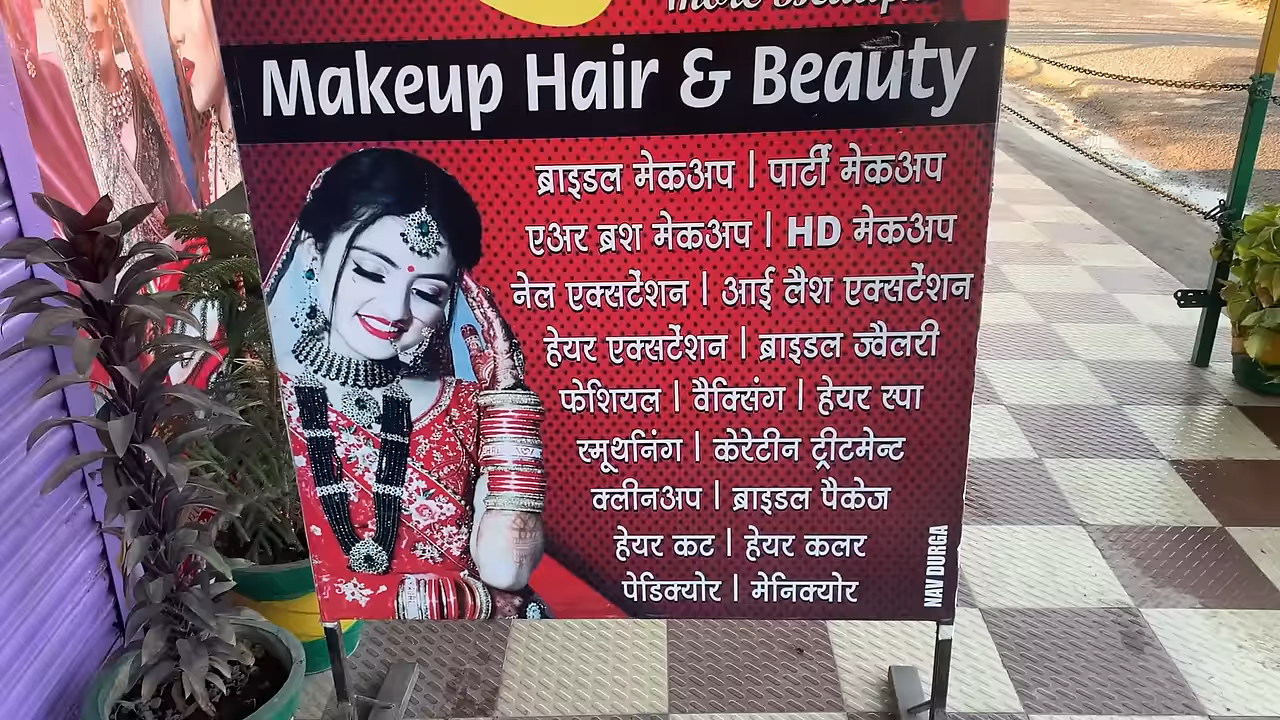 more
Makeup Hair & Beauty
ब्राइडल मेकअप | पार्टी मेकअप
एअर ब्रश मेकअप | HD मेकअप
नेल एक्सटेंशन | आई लैश एक्सटेंशन
हेयर एक्सटेंशन | ब्राइडल ज्वैलरी
फेशियल | वैक्सिंग | हेयर स्पा
स्मूथनिंग | केरेटीन ट्रीटमेन्ट
क्लीनअप | ब्राइडल पैकेज
हेयर कट | हेयर कलर
पेडिक्योर | मेनिक्योर
NAV DURGA